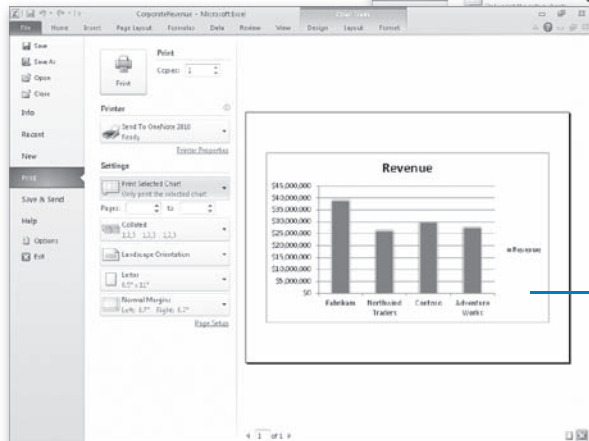 CorporateRevenue - Microsoft Excel
Chart Tools
File Home Insert Page Layout Formulas Data Review View Design Layout Format
Save
Save As
Open
Close
Info
Recent
New
Print
Save & Send
Help
Options
Exit
Print
Copies: 1
Print
Printer
Send To OneNote 2010
Ready
Printer Properties
Settings
Print Selected Chart
Only print the selected chart
Pages: to
Collated
1,2,3 1,2,3 1,2,3
Landscape Orientation
Letter
8.5" x 11"
Normal Margins
Left: 0.7" Right: 0.7"
Page Setup
Revenue
$45,000,000
$40,000,000
$35,000,000
$30,000,000
$25,000,000
$20,000,000
$15,000,000
$10,000,000
$5,000,000
$0
Fabrikam Northwind Traders Contoso Adventure Works
Revenue
1 of 1